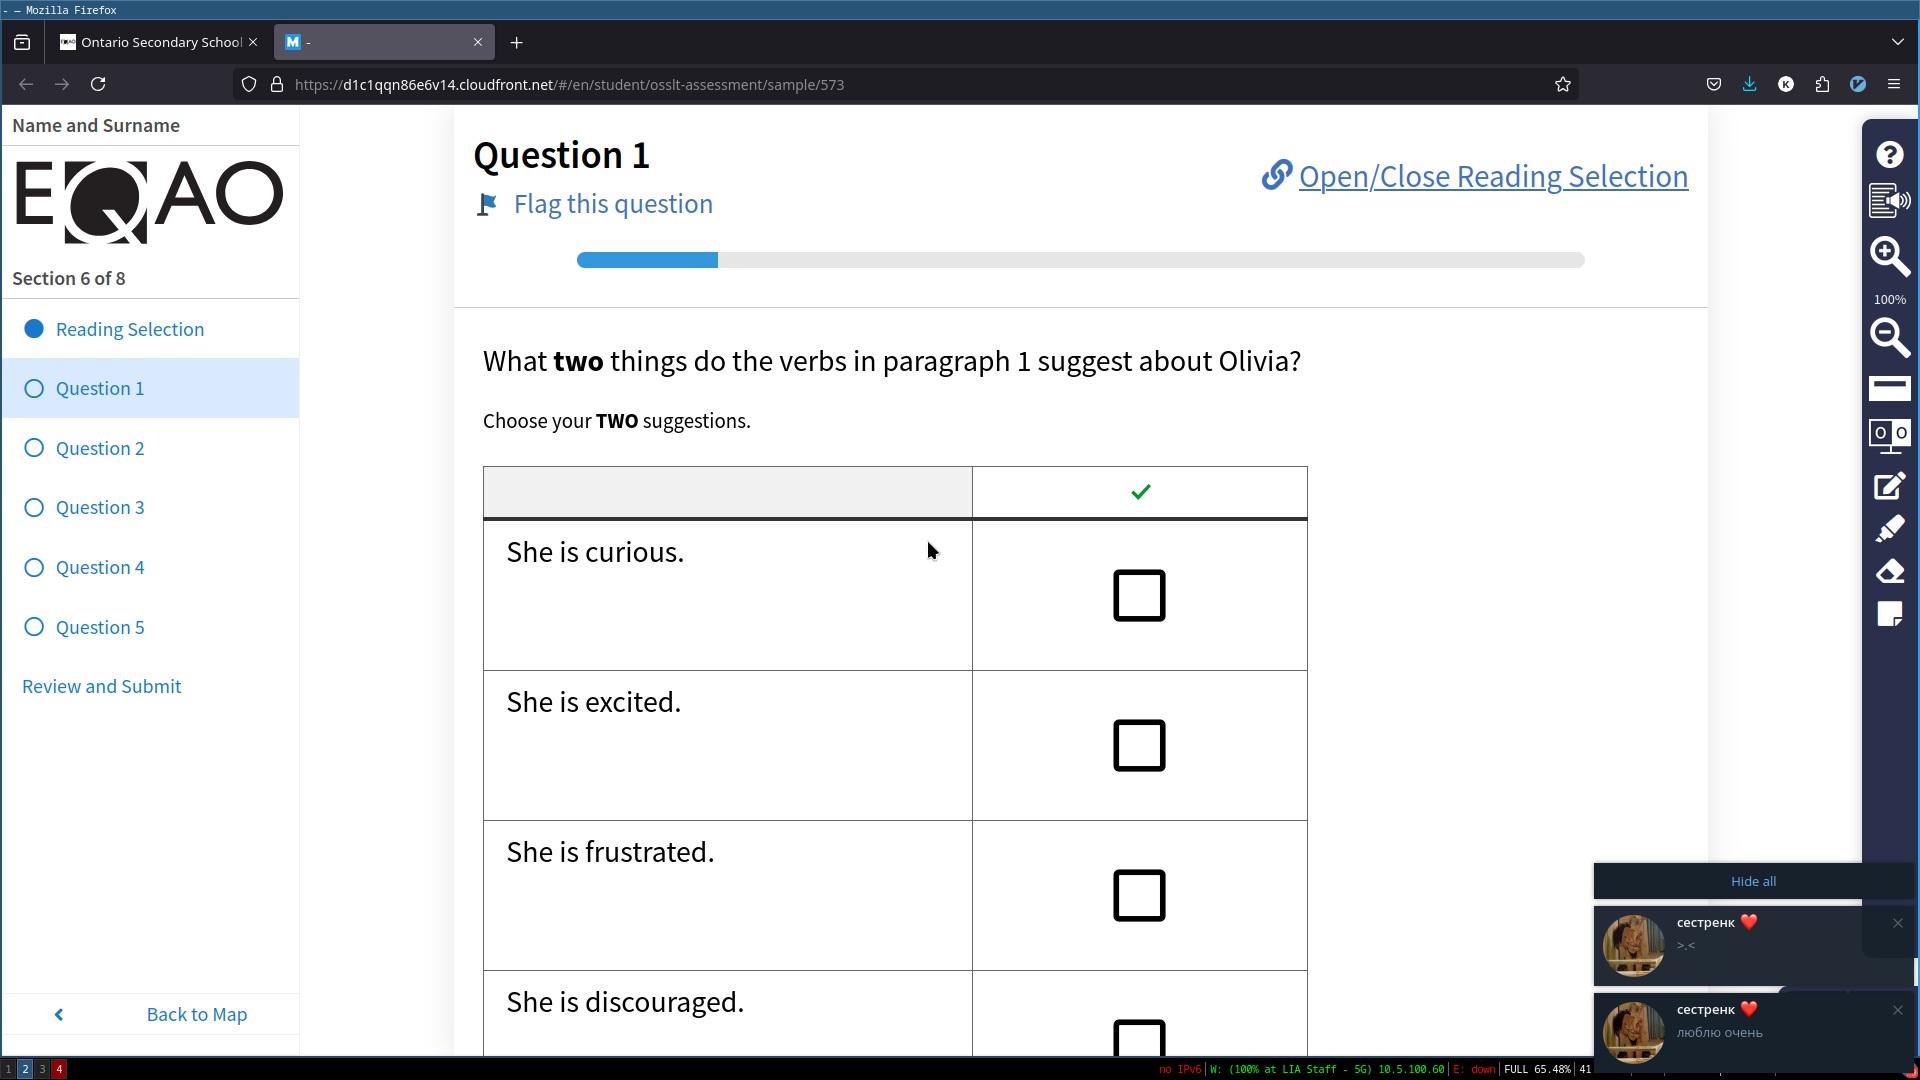 - — Mozilla Firefox
EQAO
Ontario Secondary School
M
-
https://d1c1qqn86e6v14.cloudfront.net/#/en/student/osslt-assessment/sample/573
K
Name and Surname
EQAO
Section 6 of 8
Reading Selection
Question 1
Question 2
Question 3
Question 4
Question 5
Review and Submit
Back to Map
Question 1
Flag this question
Open/Close Reading Selection
What two things do the verbs in paragraph 1 suggest about Olivia?
Choose your TWO suggestions.
She is curious.
She is excited.
She is frustrated.
She is discouraged.
?
100%
O O
Hide all
сестренк ❤️
>.<
сестренк ❤️
люблю очень
1 2 3 4
no IPv6 | W: (100% at LIA Staff - 5G) 10.5.100.60 | E: down | FULL 65.48% | 41